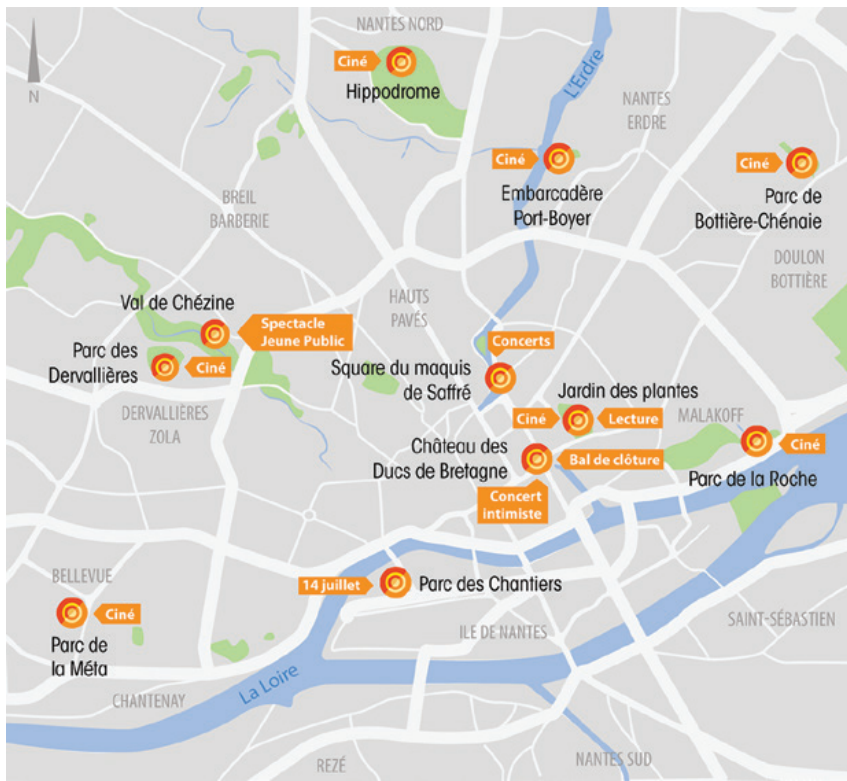 NANTES NORD
Ciné
Hippodrome
N
L'Erdre
NANTES
ERDRE
Ciné
Embarcadère
Port-Boyer
Ciné
Parc de
Bottière-Chénaie
BREIL
BARBERIE
DOULON
BOTTIÈRE
HAUTS
PAVÉS
Val de Chézine
Spectacle
Jeune Public
Parc des
Dervallières
Ciné
Concerts
Square du maquis
de Saffré
DERVALLIÈRES
ZOLA
Jardin des plantes
Ciné
Lecture
MALAKOFF
Château des
Ducs de Bretagne
Bal de clôture
Concert
intimiste
Ciné
Parc de la Roche
BELLEVUE
14 juillet
Parc des Chantiers
Ciné
Parc de
la Méta
ILE DE NANTES
SAINT-SÉBASTIEN
CHANTENAY
La Loire
REZÉ
NANTES SUD